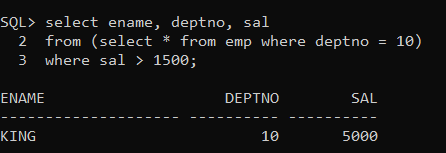 SQL> select ename, deptno, sal
  2  from (select * from emp where deptno = 10)
  3  where sal > 1500;
ENAME                    DEPTNO        SAL
-------------------- ---------- ----------
KING                         10       5000